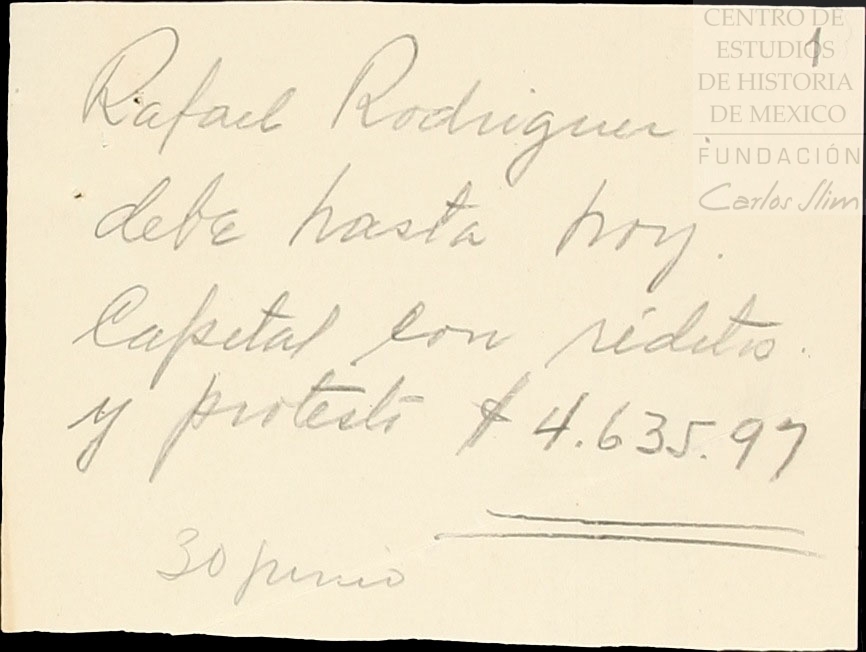 CENTRO DE
ESTUDIOS
DE HISTORIA
DE MEXICO
FUNDACIÓN
Carlos Slim
1
Rafael Rodriguez
debe hasta hoy.
Capital con réditos.
y protesto $ 4.635.97
30 junio